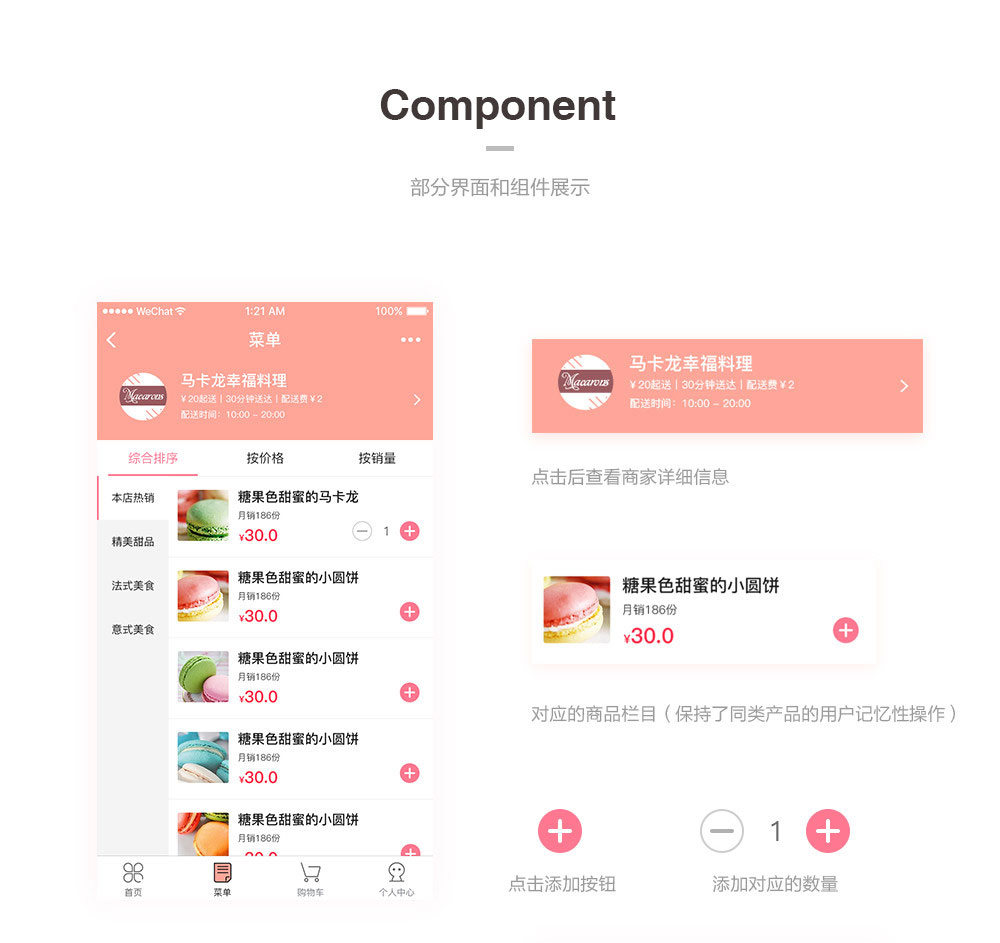 Component
部分界面和组件展示
WeChat 1:21 AM 100%
菜单
Macarons
马卡龙幸福料理
¥20起送 | 30分钟送达 | 配送费¥2
配送时间：10:00 – 20:00
综合排序 按价格 按销量
本店热销
精美甜品
法式美食
意式美食
糖果色甜蜜的马卡龙
月销186份
¥30.0
1
糖果色甜蜜的小圆饼
月销186份
¥30.0
糖果色甜蜜的小圆饼
月销186份
¥30.0
糖果色甜蜜的小圆饼
月销186份
¥30.0
糖果色甜蜜的小圆饼
月销186份
¥30.0
首页 菜单 购物车 个人中心
Macarons
马卡龙幸福料理
¥20起送 | 30分钟送达 | 配送费¥2
配送时间：10:00 – 20:00
点击后查看商家详细信息
糖果色甜蜜的小圆饼
月销186份
¥30.0
对应的商品栏目（保持了同类产品的用户记忆性操作）
1
点击添加按钮
添加对应的数量